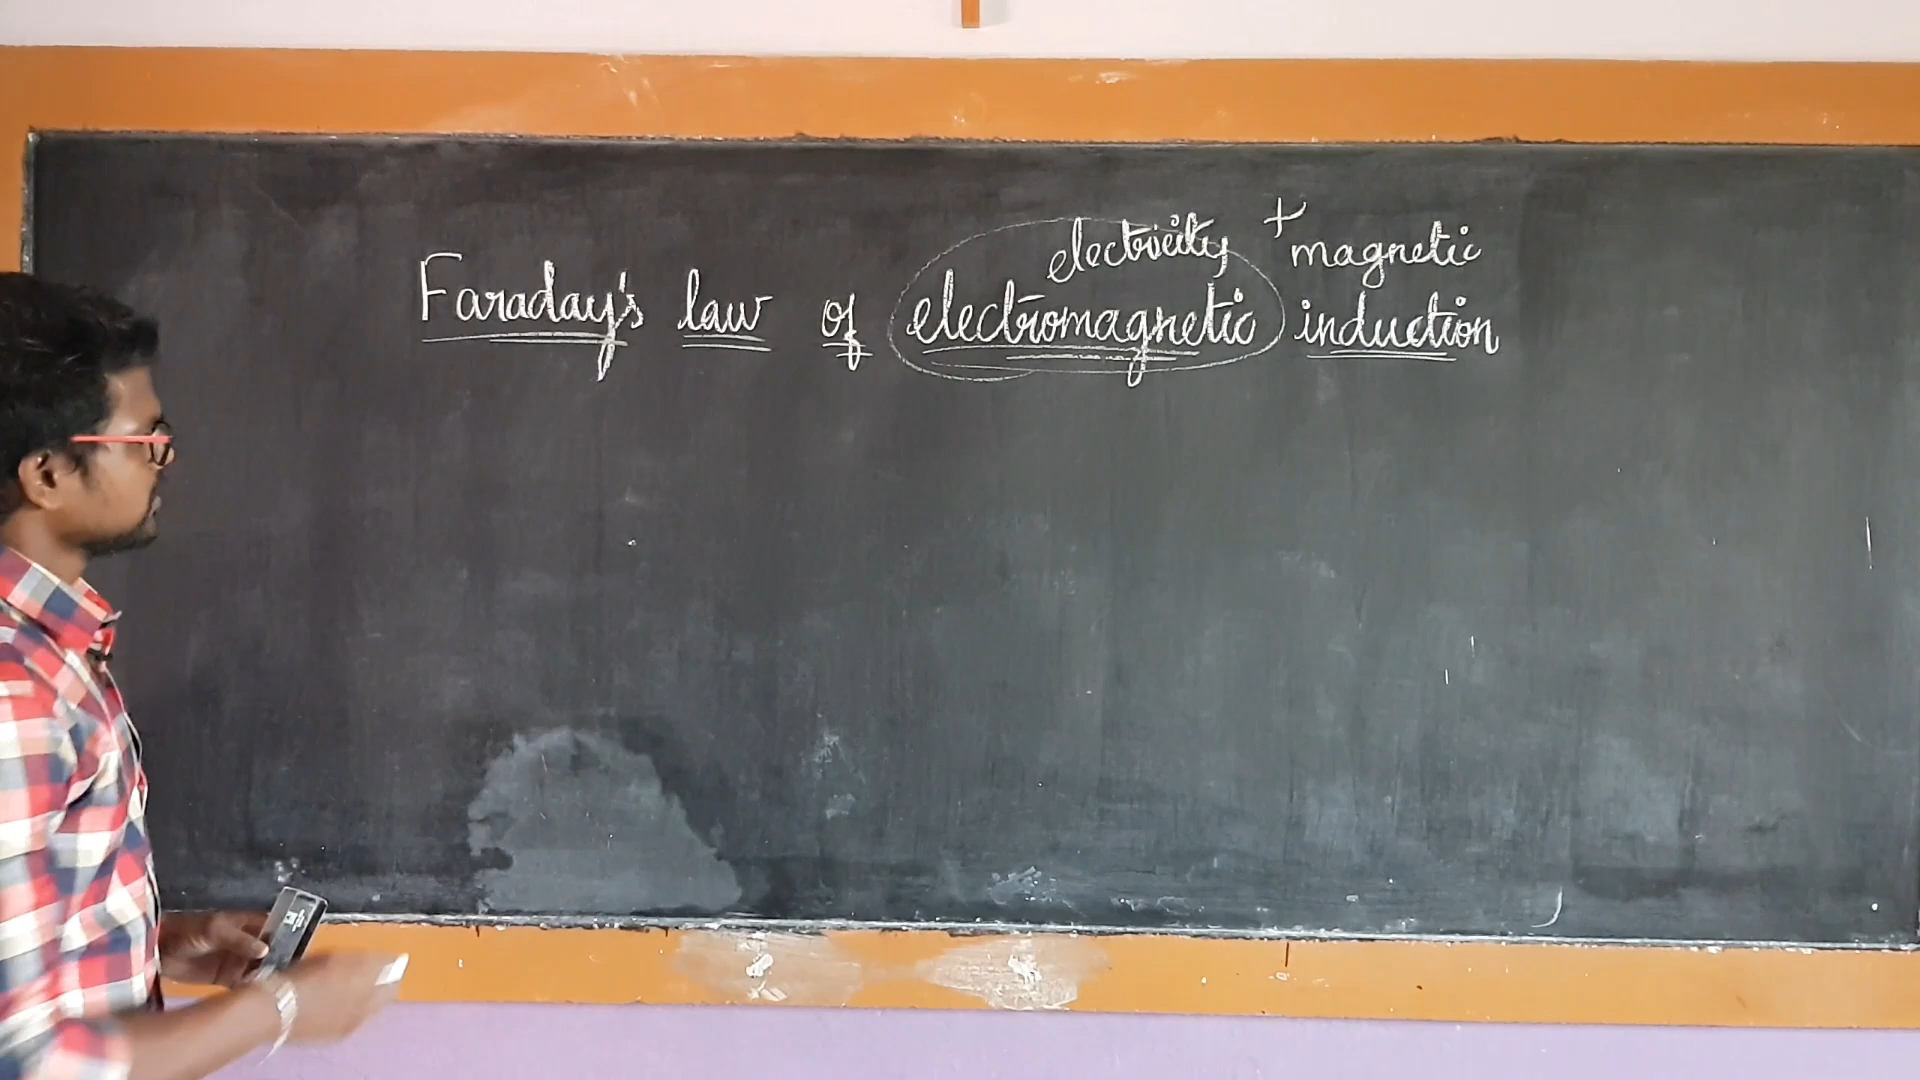 electricity + magnetic
Faraday's law of electromagnetic induction